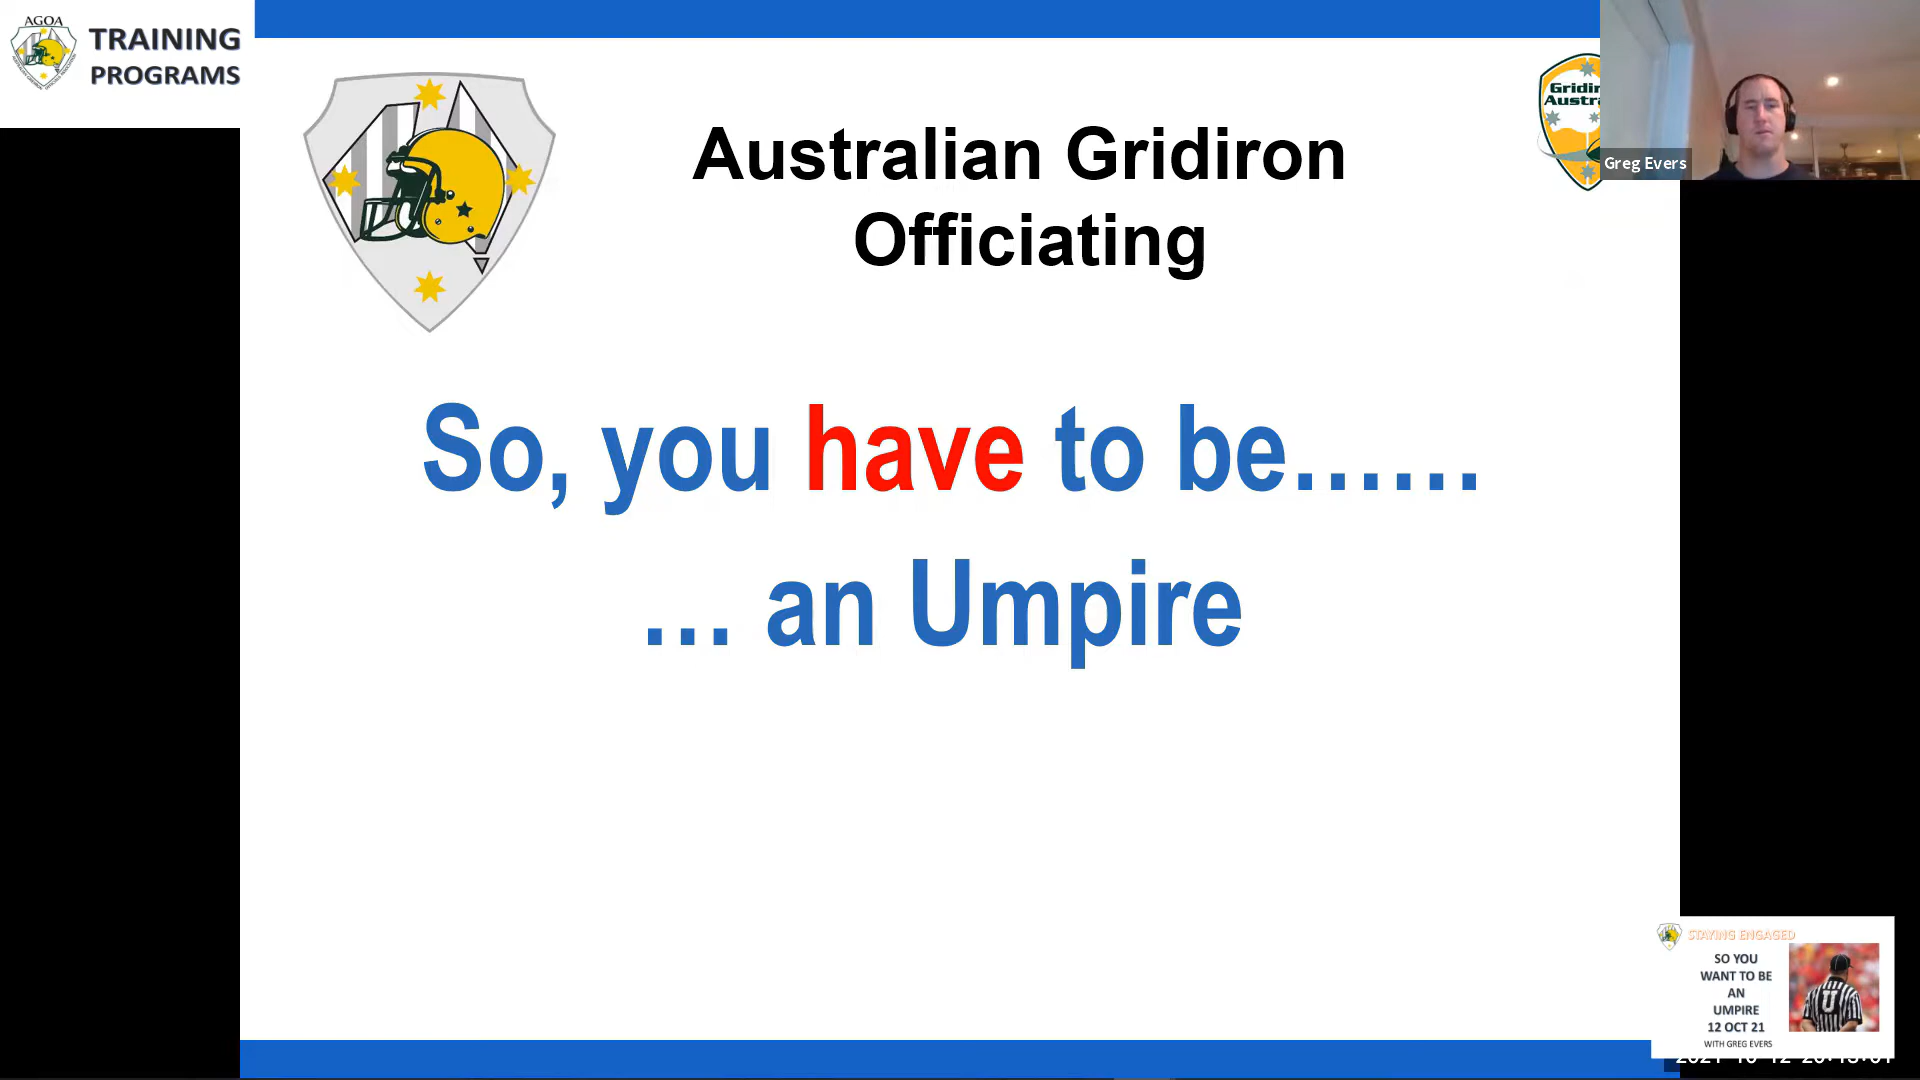 AGOA
TRAINING
PROGRAMS
Australian Gridiron
Officiating
Greg Evers
So, you have to be......
... an Umpire
STAYING ENGAGED
SO YOU
WANT TO BE
AN
UMPIRE
12 OCT 21
WITH GREG EVERS
U